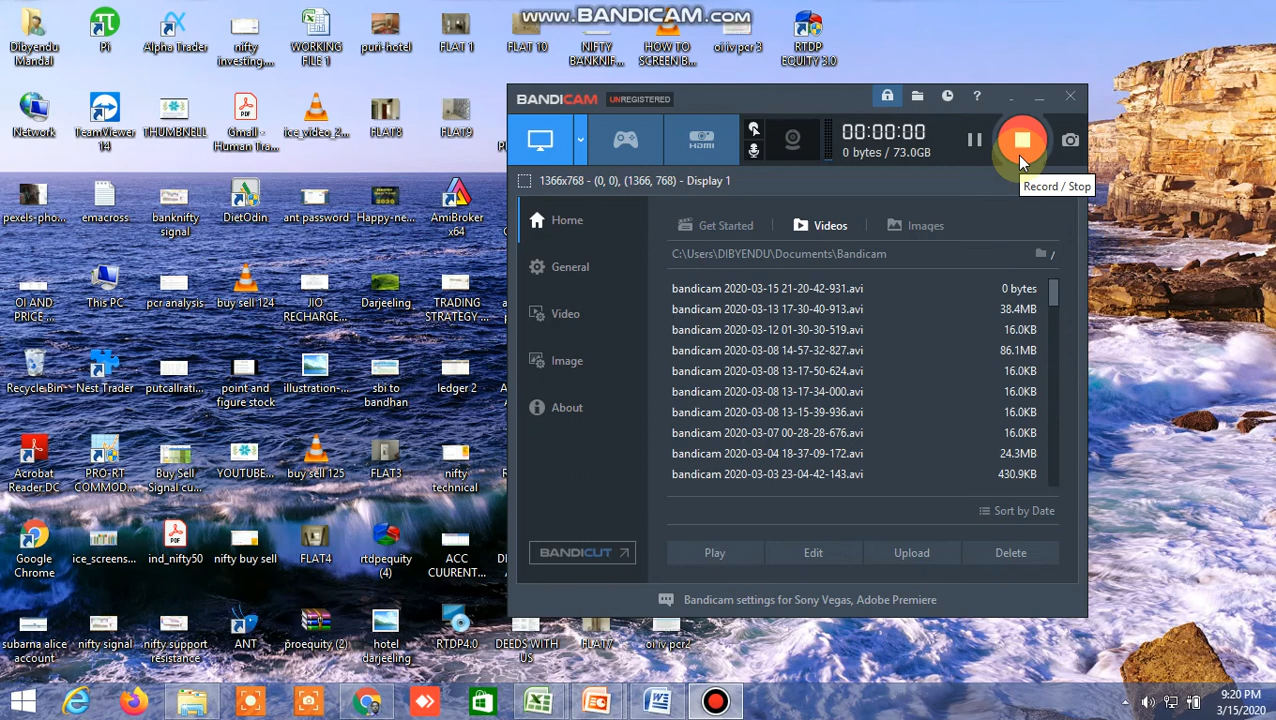 www.BANDICAM.com
Dibyendu
Mandal
Pi
Alpha Trader
nifty
investing,...
WORKING
FILE 1
puri-hotel
FLAT 1
FLAT 10
NIFTY
BANKNIF...
HOW TO
SCREEN B...
oi iv pcr 3
RTDP
EQUITY 3.0
Network
TeamViewer
14
THUMBNELL
Gmail -
Human Tra...
ice_video_2...
FLAT8
FLAT9
pexels-pho...
emacross
banknifty
signal
DietOdin
ant password
Happy-ne...
AmiBroker
x64
OI AND
PRICE ...
This PC
pcr analysis
buy sell 124
JIO
RECHARGE...
Darjeeling
TRADING
STRATEGY...
Recycle Bin
Nest Trader
putcallrati...
point and
figure stock
illustration-...
sbi to
bandhan
ledger 2
Acrobat
Reader DC
PRO-RT
COMMOD...
Buy Sell
Signal cu...
YOUTUBE...
buy sell 125
FLAT3
nifty
technical
Google
Chrome
ice_screens...
ind_nifty50
nifty buy sell
FLAT4
rtdpequity
(4)
ACC
CUURENT...
subarna alice
account
nifty signal
nifty support
resistance
ANT
proequity (2)
hotel
darjeeling
RTDP4.0
DEEDS WITH
US
FLAT7
oi iv pcr2
BANDICAM UNREGISTERED
?
HDMI
00:00:00
0 bytes / 73.0GB
Record / Stop
1366x768 - (0, 0), (1366, 768) - Display 1
Home
General
Video
Image
About
BANDICUT
Get Started
Videos
Images
C:\Users\DIBYENDU\Documents\Bandicam
/
bandicam 2020-03-15 21-20-42-931.avi 0 bytes
bandicam 2020-03-13 17-30-40-913.avi 38.4MB
bandicam 2020-03-12 01-30-30-519.avi 16.0KB
bandicam 2020-03-08 14-57-32-827.avi 86.1MB
bandicam 2020-03-08 13-17-50-624.avi 16.0KB
bandicam 2020-03-08 13-17-34-000.avi 16.0KB
bandicam 2020-03-08 13-15-39-936.avi 16.0KB
bandicam 2020-03-07 00-28-28-676.avi 16.0KB
bandicam 2020-03-04 18-37-09-172.avi 24.3MB
bandicam 2020-03-03 23-04-42-143.avi 430.9KB
Sort by Date
Play
Edit
Upload
Delete
Bandicam settings for Sony Vegas, Adobe Premiere
9:20 PM
3/15/2020